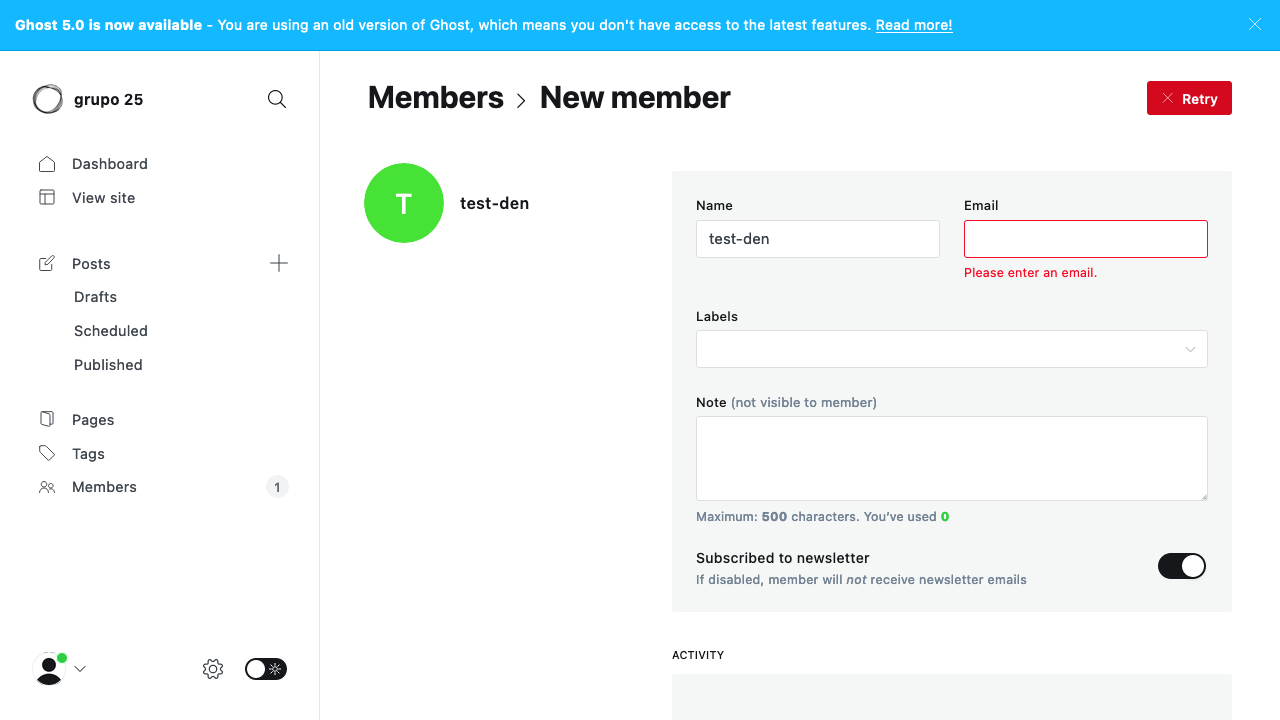 Ghost 5.0 is now available - You are using an old version of Ghost, which means you don't have access to the latest features. Read more!
grupo 25
Dashboard
View site
Posts
Drafts
Scheduled
Published
Pages
Tags
Members 1
Members > New member
Retry
T
test-den
Name
test-den
Email
Please enter an email.
Labels
Note (not visible to member)
Maximum: 500 characters. You’ve used 0
Subscribed to newsletter
If disabled, member will not receive newsletter emails
ACTIVITY